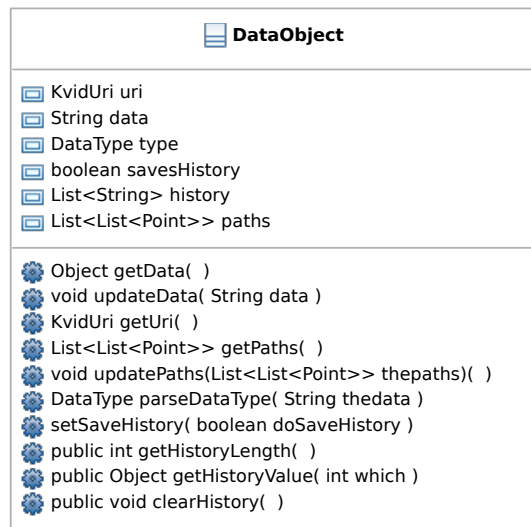 DataObject
KvidUri uri
String data
DataType type
boolean savesHistory
List<String> history
List<List<Point>> paths
Object getData(  )
void updateData( String data )
KvidUri getUri(  )
List<List<Point>> getPaths(  )
void updatePaths(List<List<Point>> thepaths)(  )
DataType parseDataType( String thedata )
setSaveHistory( boolean doSaveHistory )
public int getHistoryLength(  )
public Object getHistoryValue( int which )
public void clearHistory(  )